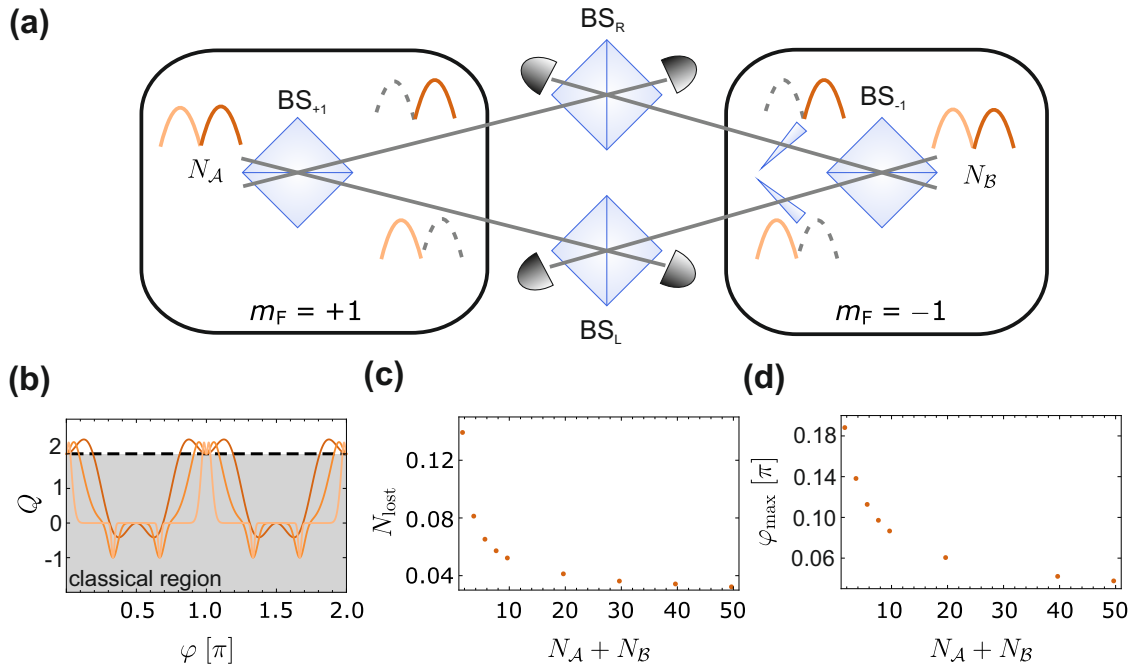 (a)
BS_R
BS_{+1}
BS_{-1}
N_𝒜
N_ℬ
m_F = +1
m_F = −1
BS_L
(b)
(c)
(d)
2
1
0
-1
Q
classical region
0.5
1.0
1.5
2.0
φ [π]
0.12
0.08
0.04
N_lost
10
20
30
40
50
N_𝒜 + N_ℬ
0.18
0.14
0.10
0.06
φ_max [π]
10
20
30
40
50
N_𝒜 + N_ℬ